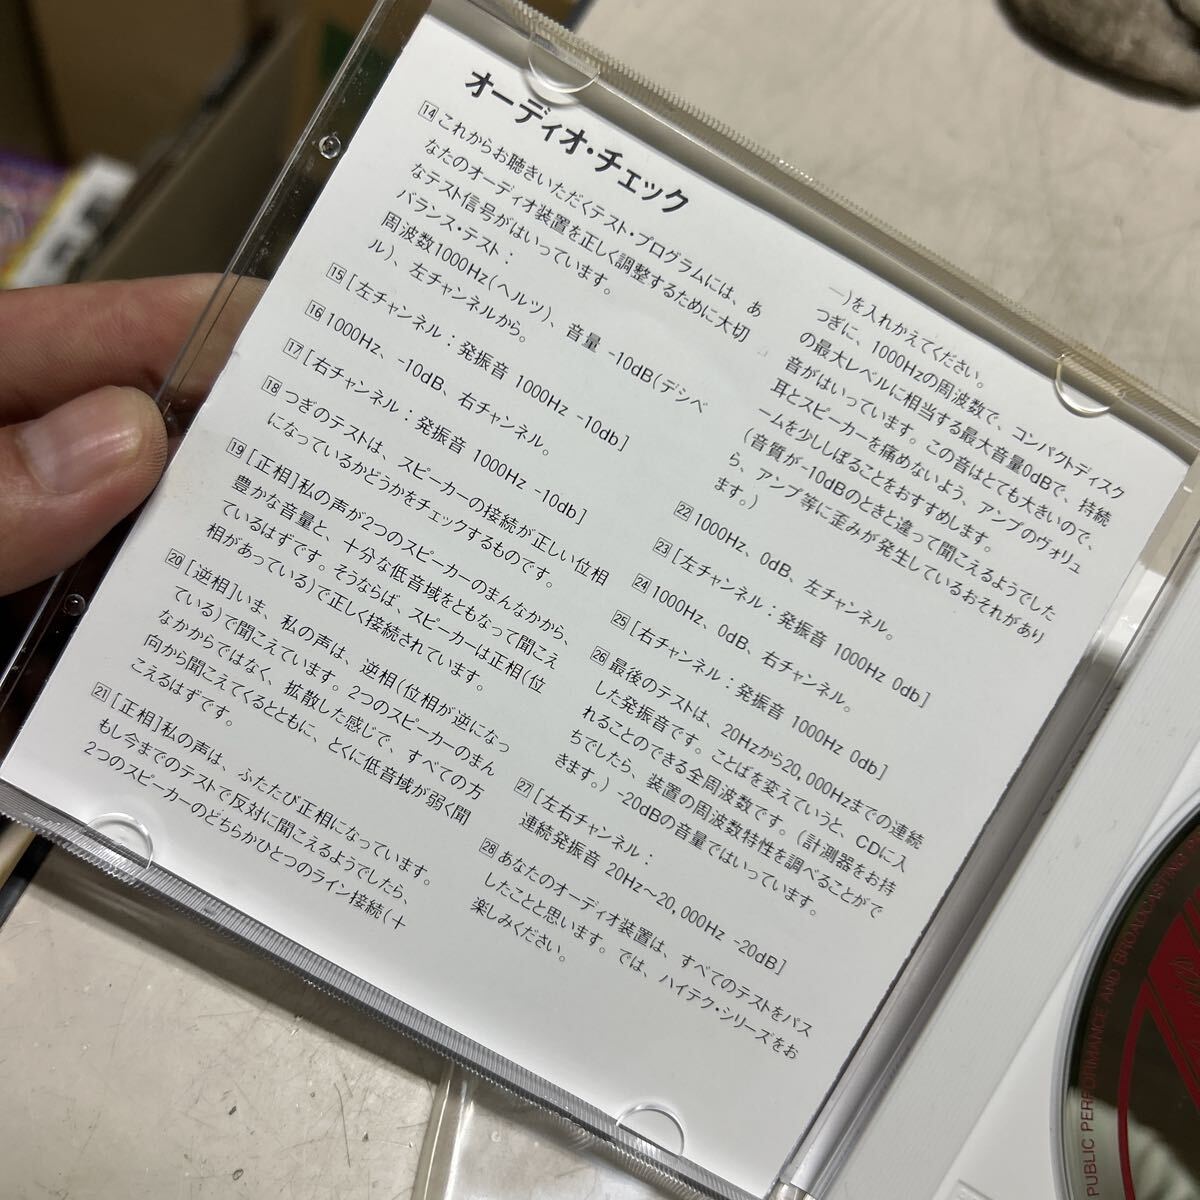 オーディオ・チェック
14 これからお聴きいただくテスト・プログラムには、あ
なたのオーディオ装置を正しく調整するために大切
なテスト信号がはいっています。
バランス・テスト：
周波数1000Hz(ヘルツ)、音量 -10dB(デシベ
ル)、左チャンネルから。
15 [左チャンネル：発振音 1000Hz -10db]
16 1000Hz、-10dB、右チャンネル。
17 [右チャンネル：発振音 1000Hz -10db]
18 つぎのテストは、スピーカーの接続が正しい位相
になっているかどうかをチェックするものです。
19 [正相]私の声が2つのスピーカーのまんなかから、
豊かな音量と、十分な低音域をともなって聞こえ
ているはずです。そうならば、スピーカーは正相(位
相があっている)で正しく接続されています。
20 [逆相]いま、私の声は、逆相(位相が逆になっ
ている)で聞こえています。2つのスピーカーのまん
なかからではなく、拡散した感じで、すべての方
向から聞こえてくるとともに、とくに低音域が弱く聞
こえるはずです。
21 [正相]私の声は、ふたたび正相になっています。
もし今までのテストで反対に聞こえるようでしたら、
2つのスピーカーのどちらかひとつのライン接続(＋
—)を入れかえてください。
つぎに、1000Hzの周波数で、コンパクトディスク
の最大レベルに相当する最大音量0dBで、持続
音がはいっています。この音はとても大きいので、
耳とスピーカーを痛めないよう、アンプのヴォリュ
ームを少ししぼることをおすすめします。
(音質が-10dBのときと違って聞こえるようでした
ら、アンプ等に歪みが発生しているおそれがあり
ます。)
22 1000Hz、0dB、左チャンネル。
23 [左チャンネル：発振音 1000Hz 0db]
24 1000Hz、0dB、右チャンネル。
25 [右チャンネル：発振音 1000Hz 0db]
26 最後のテストは、20Hzから20,000Hzまでの連続
した発振音です。ことばを変えていうと、CDに入
れることのできる全周波数です。(計測器をお持
ちでしたら、装置の周波数特性を調べることがで
きます。) -20dBの音量ではいっています。
27 [左右チャンネル：
連続発振音 20Hz〜20,000Hz -20dB]
28 あなたのオーディオ装置は、すべてのテストをパス
したことと思います。では、ハイテク・シリーズをお
楽しみください。
PUBLIC PERFORMANCE AND BROADCASTING